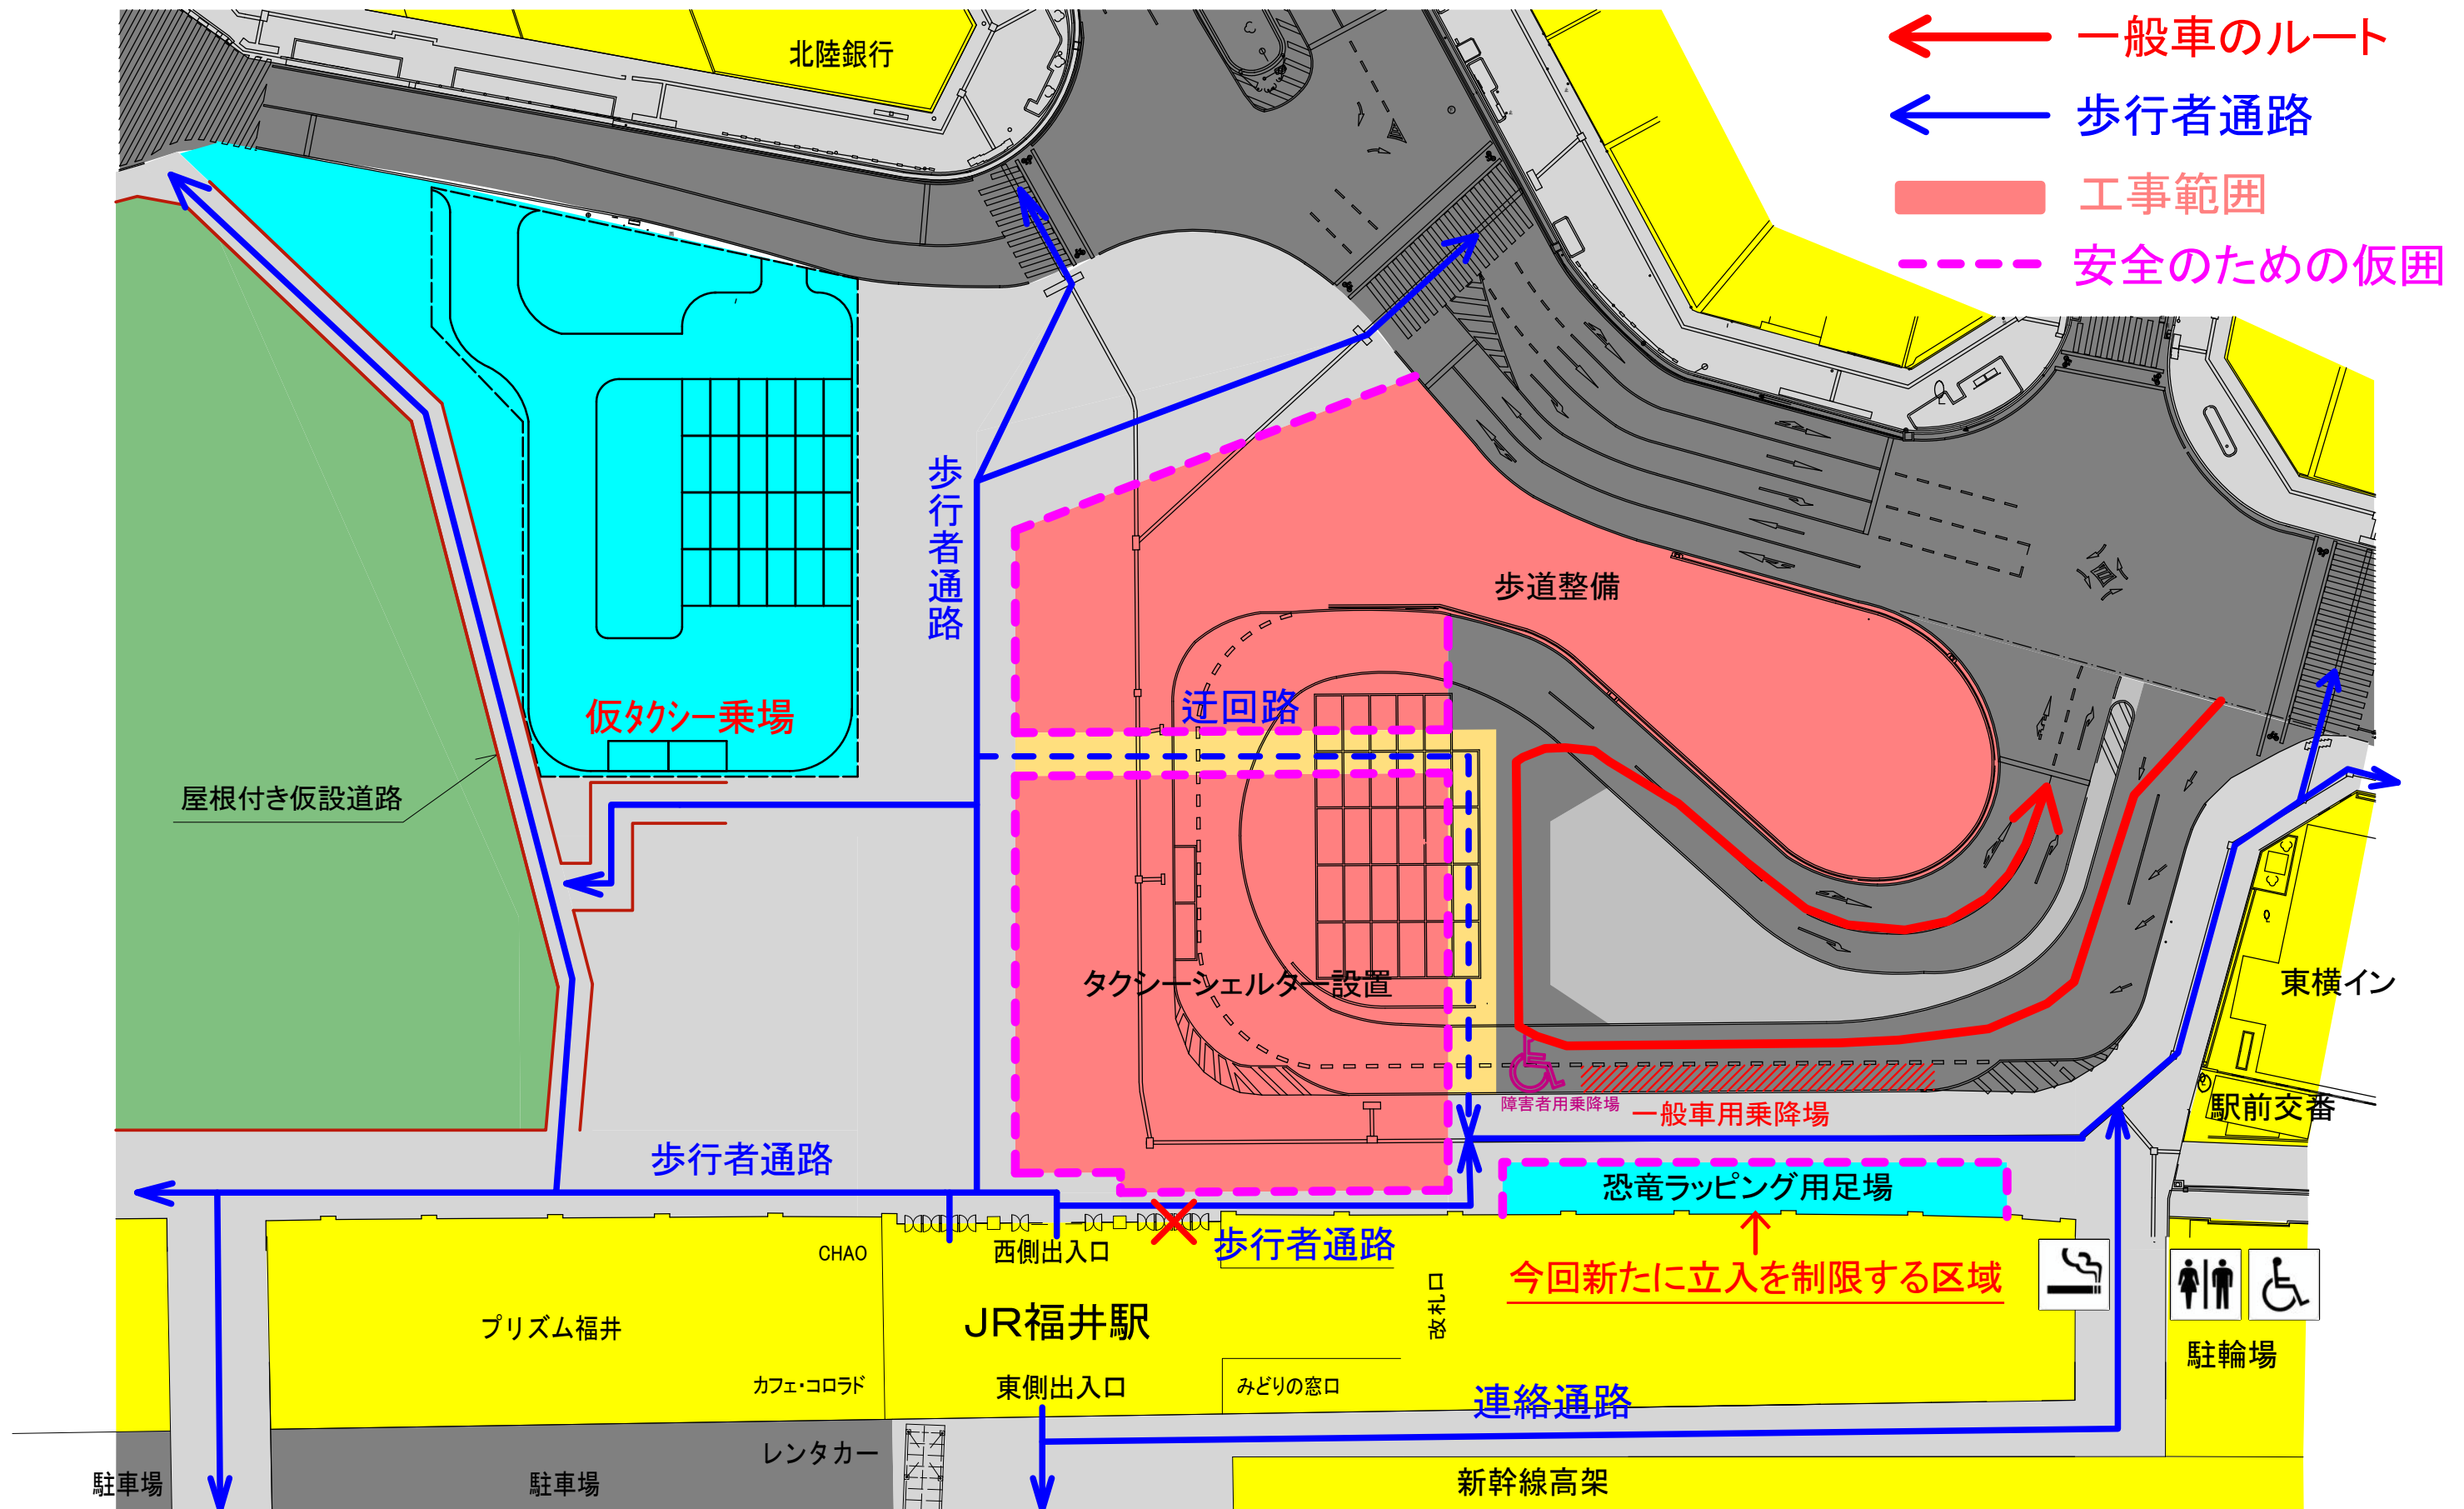 一般車のルート
歩行者通路
工事範囲
安全のための仮囲
北陸銀行
歩行者通路
歩道整備
迂回路
仮タクシー乗場
屋根付き仮設道路
タクシーシェルター設置
東横イン
障害者用乗降場
一般車用乗降場
駅前交番
歩行者通路
恐竜ラッピング用足場
CHAO
西側出入口
歩行者通路
今回新たに立入を制限する区域
改札口
プリズム福井
JR福井駅
駐輪場
カフェ・コロラド
東側出入口
みどりの窓口
連絡通路
レンタカー
駐車場
駐車場
新幹線高架